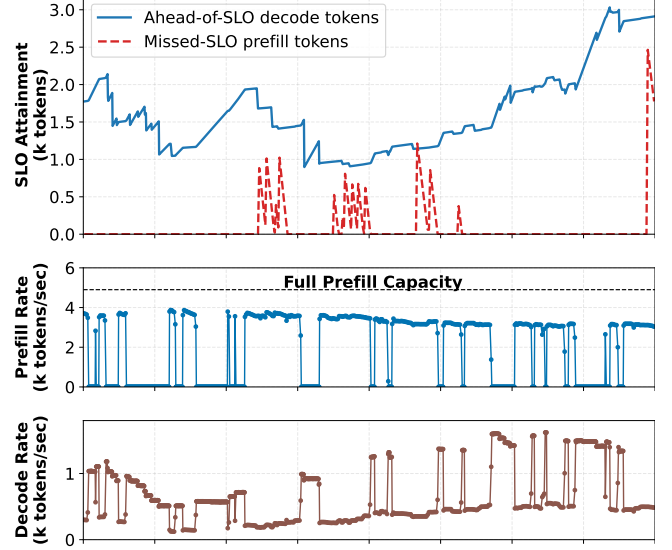 SLO Attainment
(k tokens)
3.0
2.5
2.0
1.5
1.0
0.5
0.0
Ahead-of-SLO decode tokens
Missed-SLO prefill tokens
Prefill Rate
(k tokens/sec)
6
4
2
0
Full Prefill Capacity
Decode Rate
(k tokens/sec)
1
0